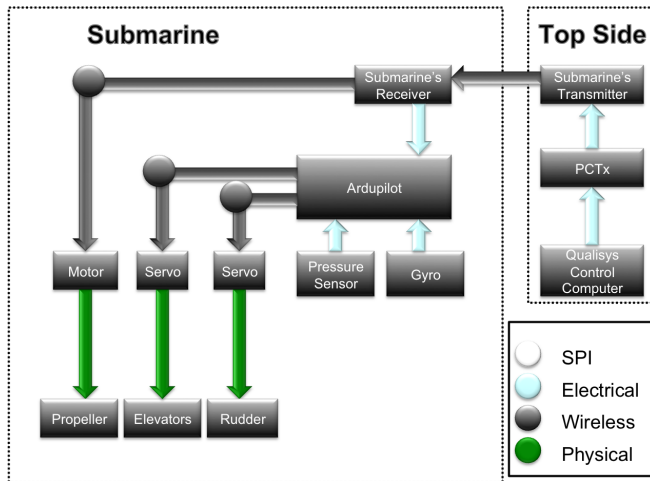 Submarine
Top Side
Submarine's
Receiver
Submarine's
Transmitter
Ardupilot
PCTx
Motor
Servo
Servo
Pressure
Sensor
Gyro
Qualisys
Control
Computer
Propeller
Elevators
Rudder
SPI
Electrical
Wireless
Physical